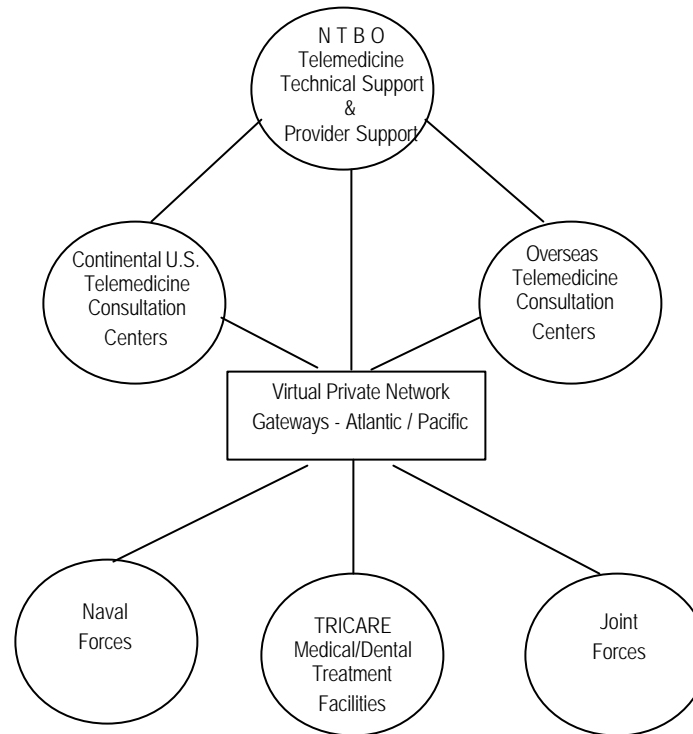 N T B O
Telemedicine
Technical Support
&
Provider Support
Continental U.S.
Telemedicine
Consultation
Centers
Overseas
Telemedicine
Consultation
Centers
Virtual Private Network
Gateways - Atlantic / Pacific
Naval
Forces
TRICARE
Medical/Dental
Treatment
Facilities
Joint
Forces